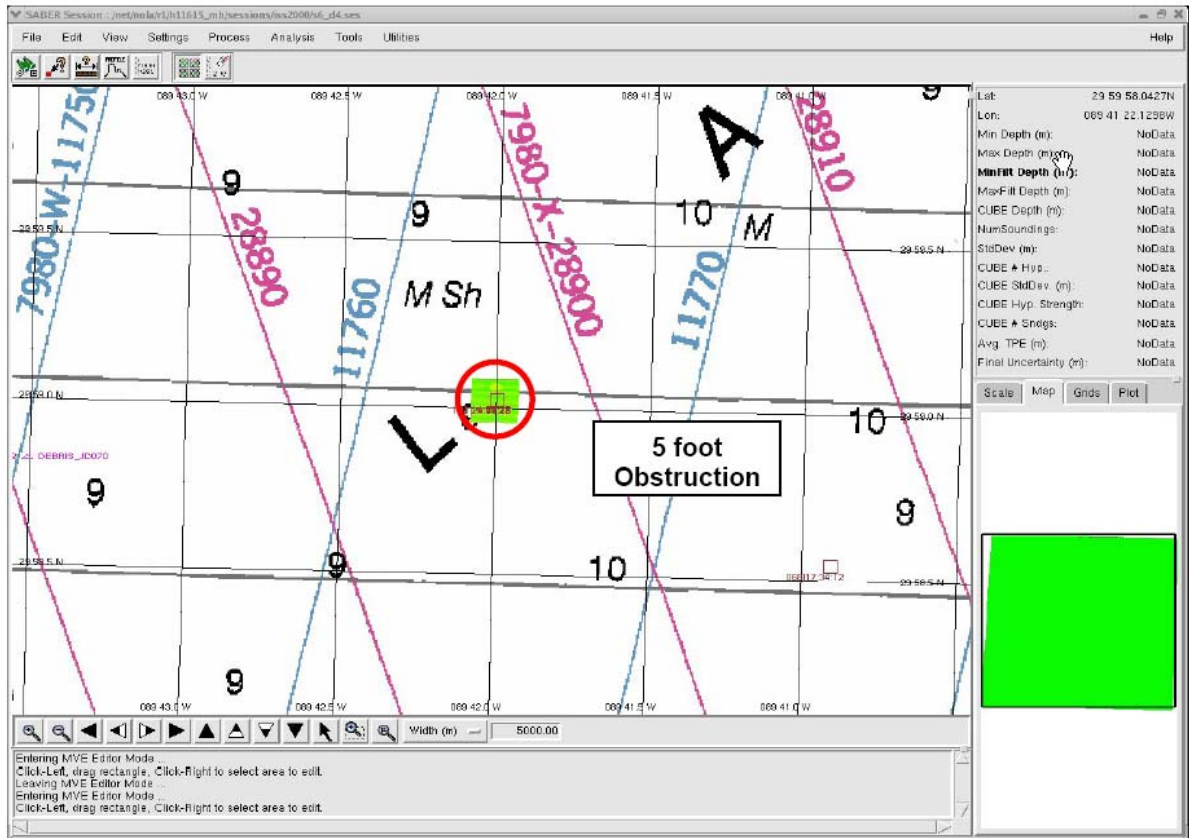 SABER Session : /net/nola/r1/h11615_mb/sessions/iss2000/s6_d4.ses
File Edit View Settings Process Analysis Tools Utilities Help
089 43.0 W 089 42.5 W 089 42.0 W 089 41.5 W 089 41.0 W
7980-W-11750
9
28890
11760
9
7980-X-28900
10
M
A
11770
28910
9
29 59.5 N
29 59.5 N
M Sh
29 59.0 N
29 59.0 N
L
10
5 foot
Obstruction
DEBRIS_JD070
9
9
29 58.5 N
9
10
29 58.5 N
9
089 43.0 W 089 42.5 W 089 42.0 W 089 41.5 W 089 41.0 W
Lat: 29 59 58.0427N
Lon: 089 41 22.1298W
Min Depth (m): NoData
Max Depth (m): NoData
MinFilt Depth (m): NoData
MaxFilt Depth (m): NoData
CUBE Depth (m): NoData
NumSoundings: NoData
StdDev (m): NoData
CUBE # Hyp.: NoData
CUBE StdDev. (m): NoData
CUBE Hyp. Strength: NoData
CUBE # Sndgs: NoData
Avg. TPE (m): NoData
Final Uncertainty (m): NoData
Scale Map Grids Plot
Width (m) 5000.00
Entering MVE Editor Mode ...
Click-Left, drag rectangle, Click-Right to select area to edit.
Leaving MVE Editor Mode ...
Entering MVE Editor Mode ...
Click-Left, drag rectangle, Click-Right to select area to edit.